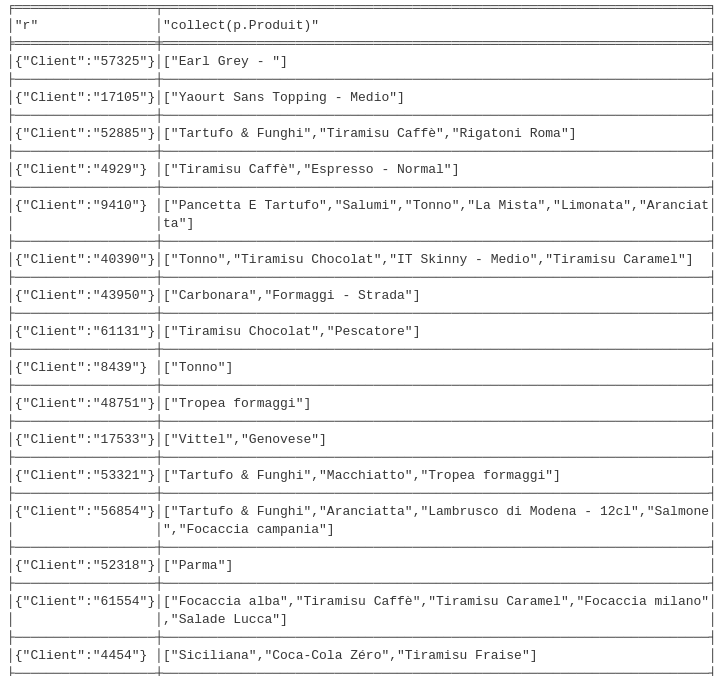 "r" "collect(p.Produit)"
{"Client":"57325"} ["Earl Grey - "]
{"Client":"17105"} ["Yaourt Sans Topping - Medio"]
{"Client":"52885"} ["Tartufo & Funghi","Tiramisu Caffè","Rigatoni Roma"]
{"Client":"4929"} ["Tiramisu Caffè","Espresso - Normal"]
{"Client":"9410"} ["Pancetta E Tartufo","Salumi","Tonno","La Mista","Limonata","Aranciat
ta"]
{"Client":"40390"} ["Tonno","Tiramisu Chocolat","IT Skinny - Medio","Tiramisu Caramel"]
{"Client":"43950"} ["Carbonara","Formaggi - Strada"]
{"Client":"61131"} ["Tiramisu Chocolat","Pescatore"]
{"Client":"8439"} ["Tonno"]
{"Client":"48751"} ["Tropea formaggi"]
{"Client":"17533"} ["Vittel","Genovese"]
{"Client":"53321"} ["Tartufo & Funghi","Macchiatto","Tropea formaggi"]
{"Client":"56854"} ["Tartufo & Funghi","Aranciatta","Lambrusco di Modena - 12cl","Salmone
","Focaccia campania"]
{"Client":"52318"} ["Parma"]
{"Client":"61554"} ["Focaccia alba","Tiramisu Caffè","Tiramisu Caramel","Focaccia milano"
,"Salade Lucca"]
{"Client":"4454"} ["Siciliana","Coca-Cola Zéro","Tiramisu Fraise"]